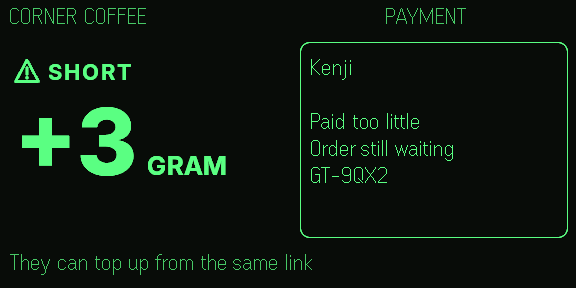 CORNER COFFEE
PAYMENT
SHORT
+3 GRAM
Kenji
Paid too little
Order still waiting
GT-9QX2
They can top up from the same link